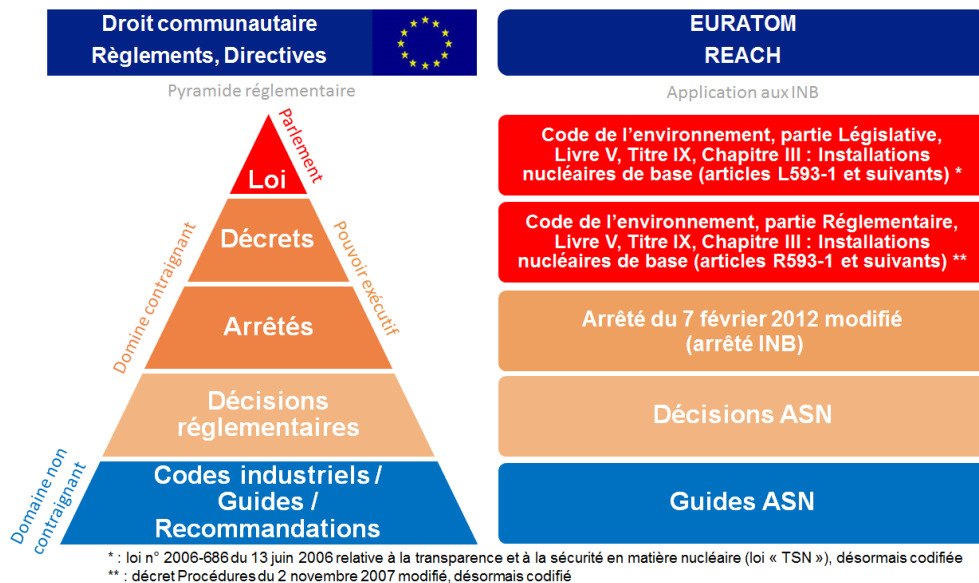 Droit communautaire
Règlements, Directives
EURATOM
REACH
Pyramide réglementaire
Application aux INB
Loi
Parlement
Code de l'environnement, partie Législative,
Livre V, Titre IX, Chapitre III : Installations
nucléaires de base (articles L593-1 et suivants) *
Décrets
Domine contraignant
Pouvoir exécutif
Code de l'environnement, partie Réglementaire,
Livre V, Titre IX, Chapitre III : Installations
nucléaires de base (articles R593-1 et suivants) **
Arrêtés
Arrêté du 7 février 2012 modifié
(arrêté INB)
Décisions
réglementaires
Décisions ASN
Domaine non
contraignant
Codes industriels /
Guides /
Recommandations
Guides ASN
* : loi n° 2006-686 du 13 juin 2006 relative à la transparence et à la sécurité en matière nucléaire (loi « TSN »), désormais codifiée
** : décret Procédures du 2 novembre 2007 modifié, désormais codifié